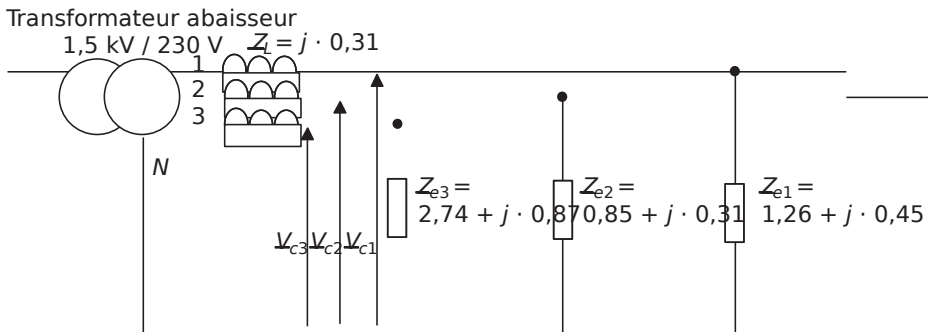 Transformateur abaisseur
1,5 kV / 230 V
Z_L = j · 0,31
1
2
3
N
Z_e3 =
2,74 + j · 0,87
Z_e2 =
0,85 + j · 0,31
Z_e1 =
1,26 + j · 0,45
V_c3 V_c2 V_c1